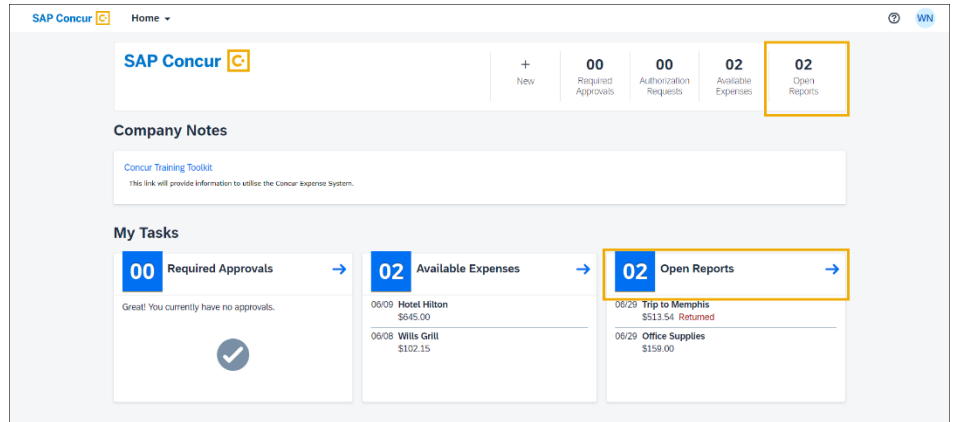 SAP Concur C Home
WN
SAP Concur C
+
New
00
Required
Approvals
00
Authorization
Requests
02
Available
Expenses
02
Open
Reports
Company Notes
Concur Training Toolkit
This link will provide information to utilise the Concur Expense System.
My Tasks
00 Required Approvals
Great! You currently have no approvals.
02 Available Expenses
06/09 Hotel Hilton
$645.00
06/08 Wills Grill
$102.15
02 Open Reports
06/29 Trip to Memphis
$513.54 Returned
06/29 Office Supplies
$159.00